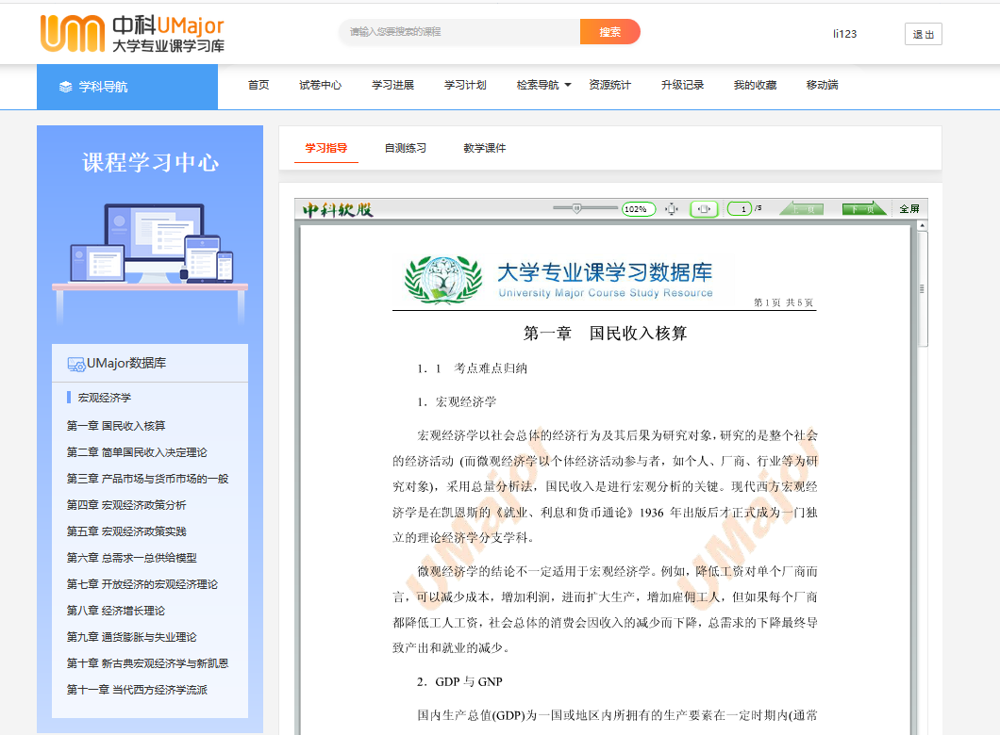 中科UMajor
大学专业课学习库
请输入您要搜索的课程
搜索
li123
退出
学科导航
首页
试卷中心
学习进展
学习计划
检索导航
资源统计
升级记录
我的收藏
移动端
课程学习中心
UMajor数据库
宏观经济学
第一章 国民收入核算
第二章 简单国民收入决定理论
第三章 产品市场与货币市场的一般
第四章 宏观经济政策分析
第五章 宏观经济政策实践
第六章 总需求一总供给模型
第七章 开放经济的宏观经济理论
第八章 经济增长理论
第九章 通货膨胀与失业理论
第十章 新古典宏观经济学与新凯恩
第十一章 当代西方经济学流派
学习指导
自测练习
教学课件
中科软股
102%
1
/5
上一页
下一页
全屏
大学专业课学习数据库
University Major Course Study Resource
第1页 共5页
第一章 国民收入核算
1．1 考点难点归纳
1．宏观经济学
宏观经济学以社会总体的经济行为及其后果为研究对象，研究的是整个社会
的经济活动 (而微观经济学以个体经济活动参与者，如个人、厂商、行业等为研
究对象)，采用总量分析法，国民收入是进行宏观分析的关键。现代西方宏观经
济学是在凯恩斯的《就业、利息和货币通论》1936 年出版后才正式成为一门独
立的理论经济学分支学科。
微观经济学的结论不一定适用于宏观经济学。例如，降低工资对单个厂商而
言，可以减少成本，增加利润，进而扩大生产，增加雇佣工人，但如果每个厂商
都降低工人工资，社会总体的消费会因收入的减少而下降，总需求的下降最终导
致产出和就业的减少。
2．GDP 与 GNP
国内生产总值(GDP)为一国或地区内所拥有的生产要素在一定时期内(通常
UMajor
UMajor